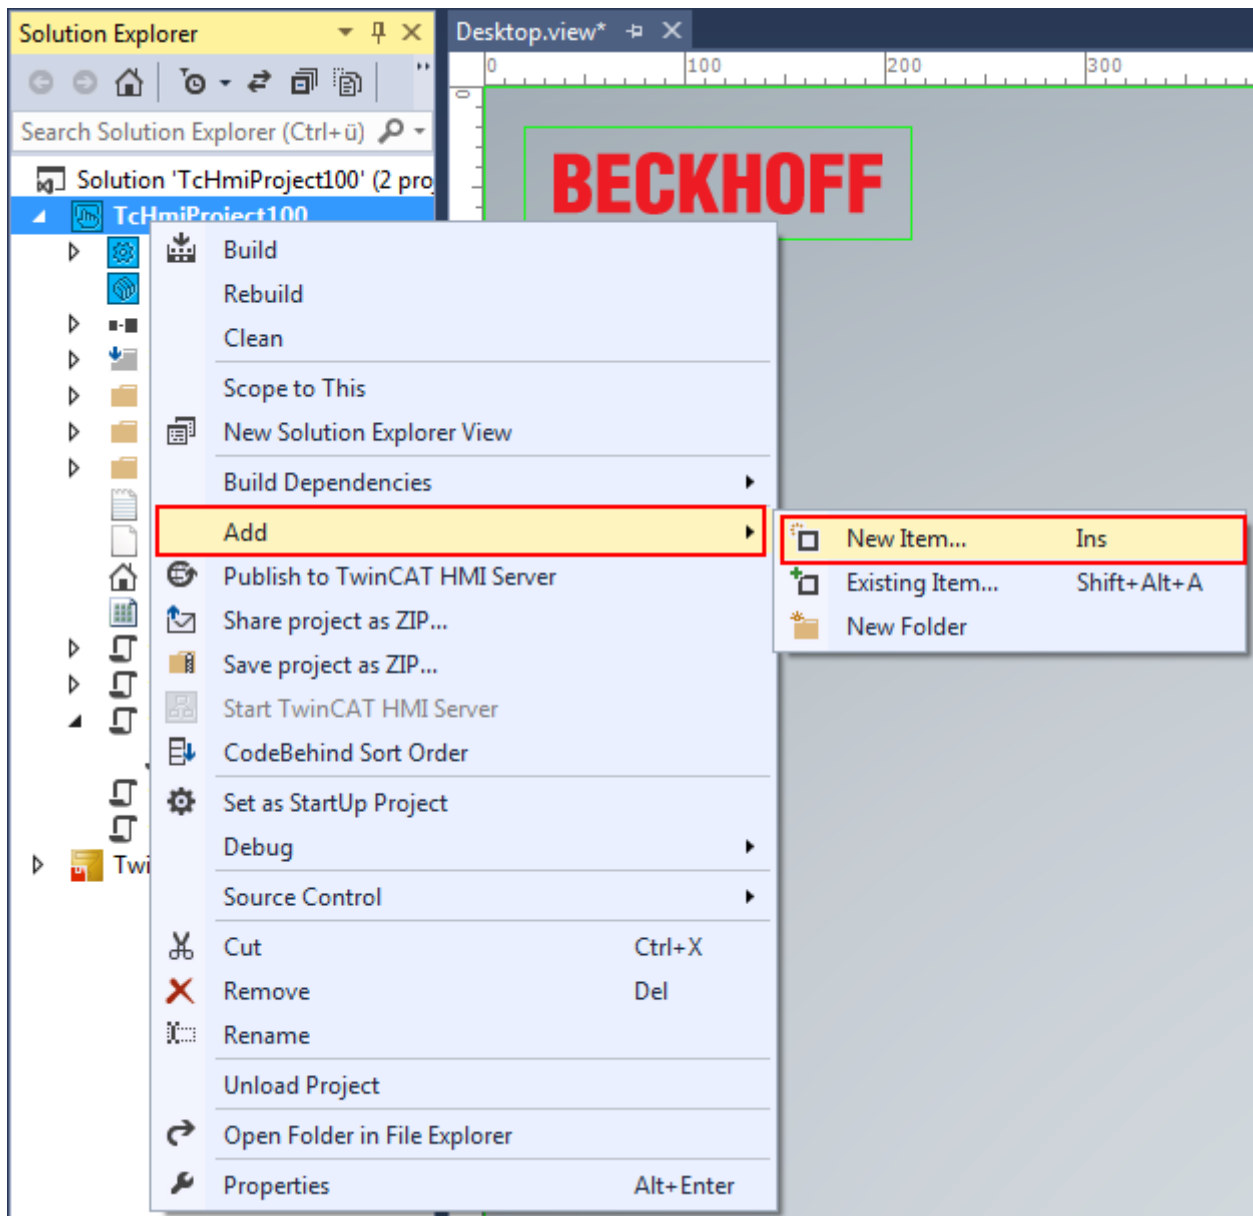 Solution Explorer
Desktop.view*
0 100 200 300
0
Search Solution Explorer (Ctrl+ü)
Solution 'TcHmiProject100' (2 pro
TcHmiProject100
BECKHOFF
Build
Rebuild
Clean
Scope to This
New Solution Explorer View
Build Dependencies
Add
New Item... Ins
Publish to TwinCAT HMI Server
Existing Item... Shift+Alt+A
Share project as ZIP...
New Folder
Save project as ZIP...
Start TwinCAT HMI Server
CodeBehind Sort Order
Set as StartUp Project
Debug
Twi
Source Control
Cut Ctrl+X
Remove Del
Rename
Unload Project
Open Folder in File Explorer
Properties Alt+Enter